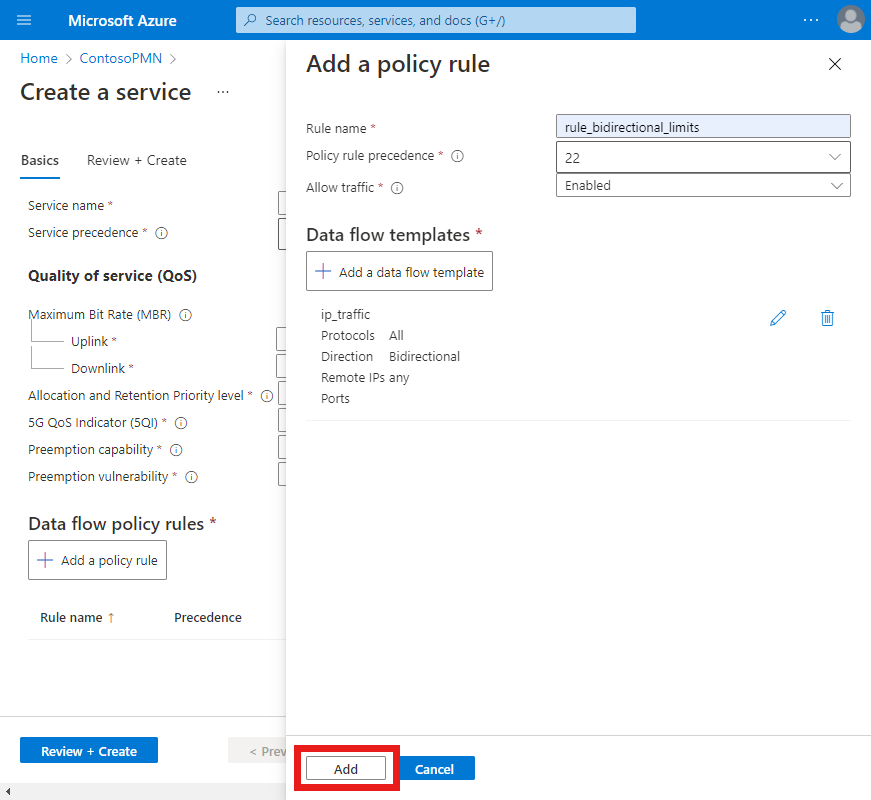 Microsoft Azure
Search resources, services, and docs (G+/)
...
Home > ContosoPMN >
Create a service ...
Basics Review + Create
Service name *
Service precedence *
Quality of service (QoS)
Maximum Bit Rate (MBR)
Uplink *
Downlink *
Allocation and Retention Priority level *
5G QoS Indicator (5QI) *
Preemption capability *
Preemption vulnerability *
Data flow policy rules *
+ Add a policy rule
Rule name ↑ Precedence
Review + Create
< Prev
Add a policy rule
Rule name * rule_bidirectional_limits
Policy rule precedence * 22
Allow traffic * Enabled
Data flow templates *
+ Add a data flow template
ip_traffic
Protocols All
Direction Bidirectional
Remote IPs any
Ports
Add Cancel